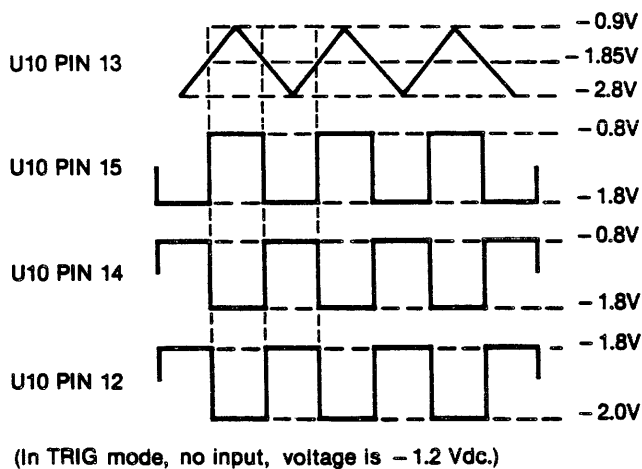 U10 PIN 13
-0.9V
-1.85V
-2.8V
U10 PIN 15
-0.8V
-1.8V
U10 PIN 14
-0.8V
-1.8V
U10 PIN 12
-1.8V
-2.0V
(In TRIG mode, no input, voltage is -1.2 Vdc.)